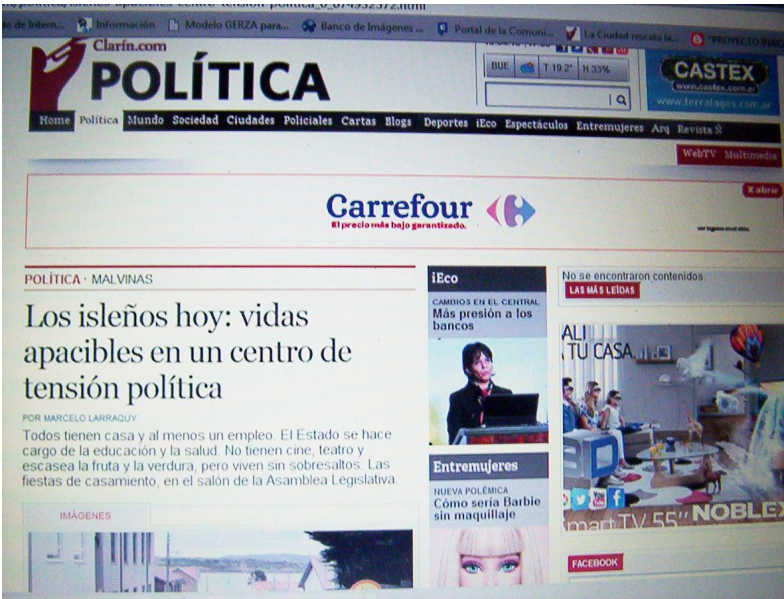 Información
Modelo GERZA para...
Banco de Imágenes ...
Portal de la Comuni...
La Ciudad rescata la...
"PROYECTO INAC
Clarín.com
POLÍTICA
BUE T 19.2° H 33%
CASTEX
www.castex.com.ar
www.terralagos.com.ar
Home Política Mundo Sociedad Ciudades Policiales Cartas Blogs Deportes iEco Espectáculos Entremujeres Arq Revista Ñ
WebTV Multimedia
X abrir
Carrefour
El precio más bajo garantizado.
POLÍTICA · MALVINAS
Los isleños hoy: vidas
apacibles en un centro de
tensión política
POR MARCELO LARRAQUY
Todos tienen casa y al menos un empleo. El Estado se hace
cargo de la educación y la salud. No tienen cine, teatro y
escasea la fruta y la verdura, pero viven sin sobresaltos. Las
fiestas de casamiento, en el salón de la Asamblea Legislativa.
IMÁGENES
iEco
CAMBIOS EN EL CENTRAL
Más presión a los
bancos
Entremujeres
NUEVA POLÉMICA
Cómo sería Barbie
sin maquillaje
No se encontraron contenidos.
LAS MÁS LEÍDAS
ALI
TU CASA.
D
You Tube
mart TV 55" NOBLEX
FACEBOOK